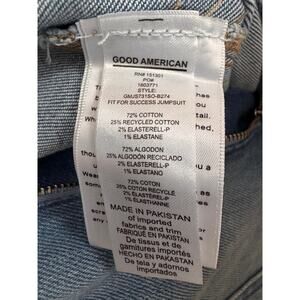 GOOD AMERICAN
RN# 151301
PO#
1603771
STYLE:
GMJS731SO-B274
FIT FOR SUCCESS JUMPSUIT
72% COTTON
25% RECYCLED COTTON
2% ELASTERELL-P
1% ELASTANE
72% ALGODON
25% ALGODON RECICLADO
2% ELASTERELL-P
1% ELASTANO
72% COTON
25% COTON RECYCLE
2% ELASTERELL-P
1% ELASTHANNE
MADE IN PAKISTAN
of imported
fabrics and trim
FABRIQUÉ EN PAKISTAN
De tissus et de
garnitures importés
HECHO EN PAKASTAN
De tela y adornos
importados